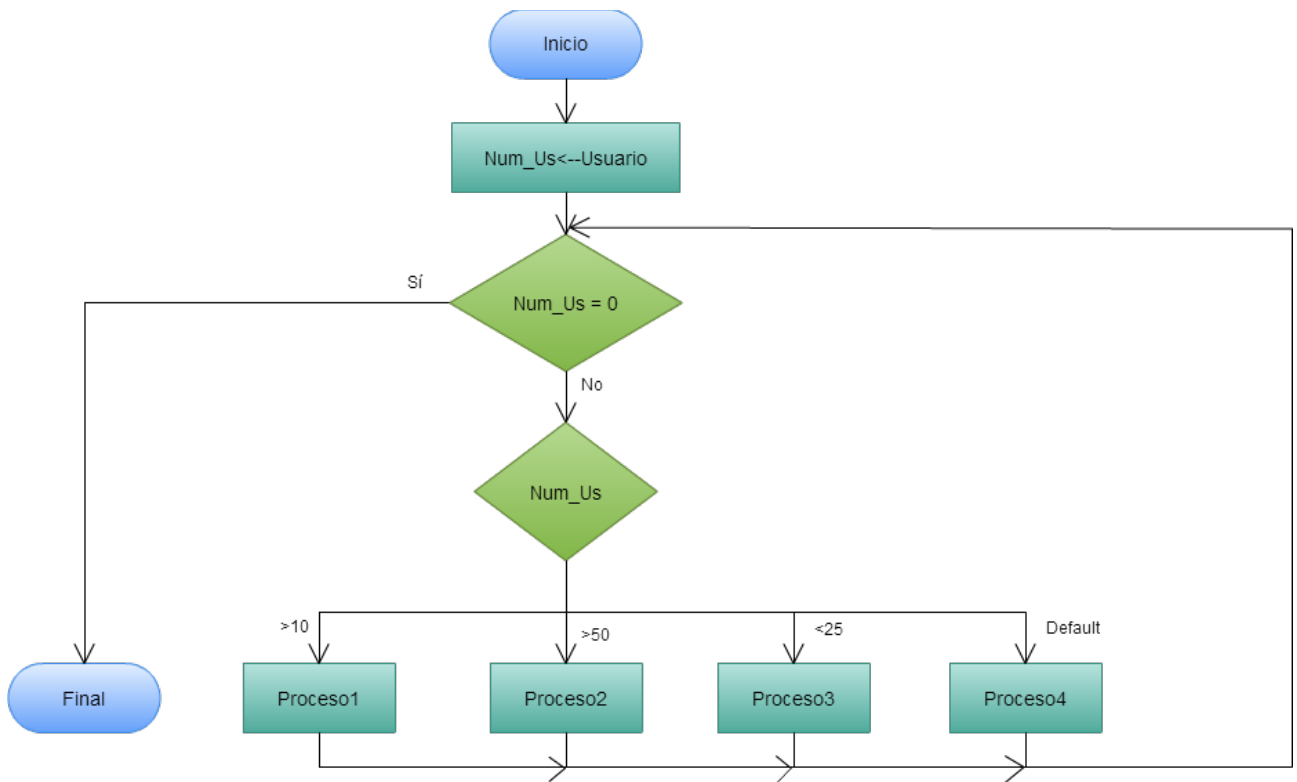 Inicio
Num_Us<--Usuario
Sí
Num_Us = 0
No
Num_Us
>10
>50
<25
Default
Final
Proceso1
Proceso2
Proceso3
Proceso4